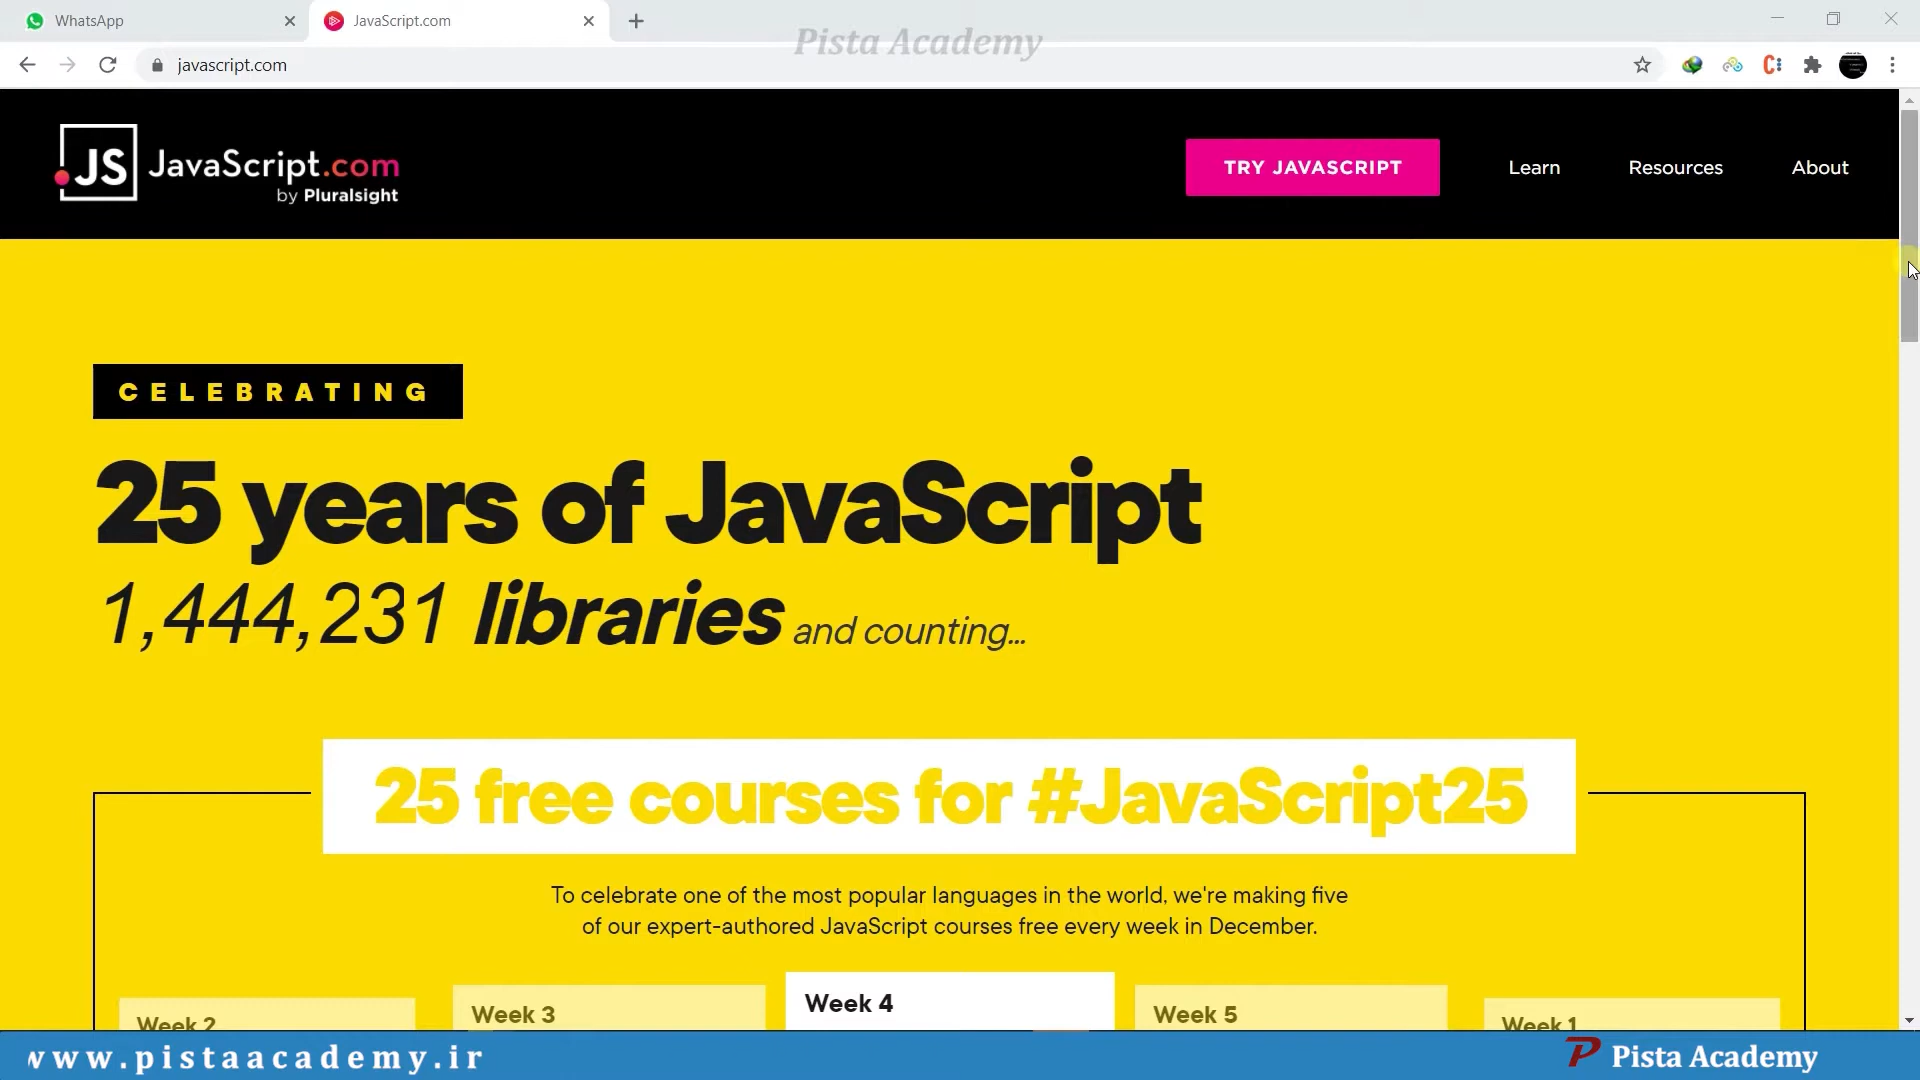 WhatsApp
JavaScript.com
Pista Academy
javascript.com
JS JavaScript.com
by Pluralsight
TRY JAVASCRIPT
Learn
Resources
About
CELEBRATING
25 years of JavaScript
1,444,231 libraries and counting...
25 free courses for #JavaScript25
To celebrate one of the most popular languages in the world, we're making five
of our expert-authored JavaScript courses free every week in December.
Week 2
Week 3
Week 4
Week 5
Week 1
www.pistaacademy.ir
Pista Academy